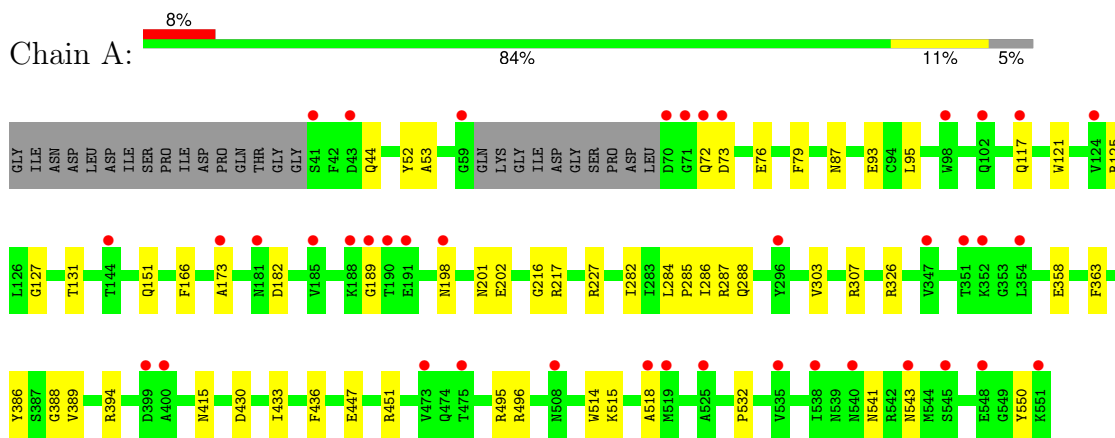 8%
Chain A:
84% 11% 5%
GLY ILE ASN ASP LEU ASP ILE SER PRO ILE ASP PRO GLN THR GLY GLY S41 F42 D43 Q44 Y52 A53 G59 GLN LYS GLY ILE ASP GLY SER PRO ASP LEU D70 G71 Q72 D73 E76 F79 N87 E93 C94 L95 W98 Q102 Q117 W121 V124 R125
L126 G127 T131 T144 Q151 F166 A173 N181 D182 V185 K188 G189 T190 E191 N198 N201 E202 G216 R217 R227 I282 I283 L284 P285 I286 R287 Q288 Y296 V303 R307 R326 V347 T351 K352 G353 L354 E358 F363
Y386 S387 G388 V389 R394 D399 A400 N415 D430 I433 F436 E447 R451 V473 Q474 T475 R495 R496 N508 W514 K515 A518 M519 A525 P532 V535 I538 N539 N540 N541 R542 N543 M544 S545 E548 G549 Y550 K551